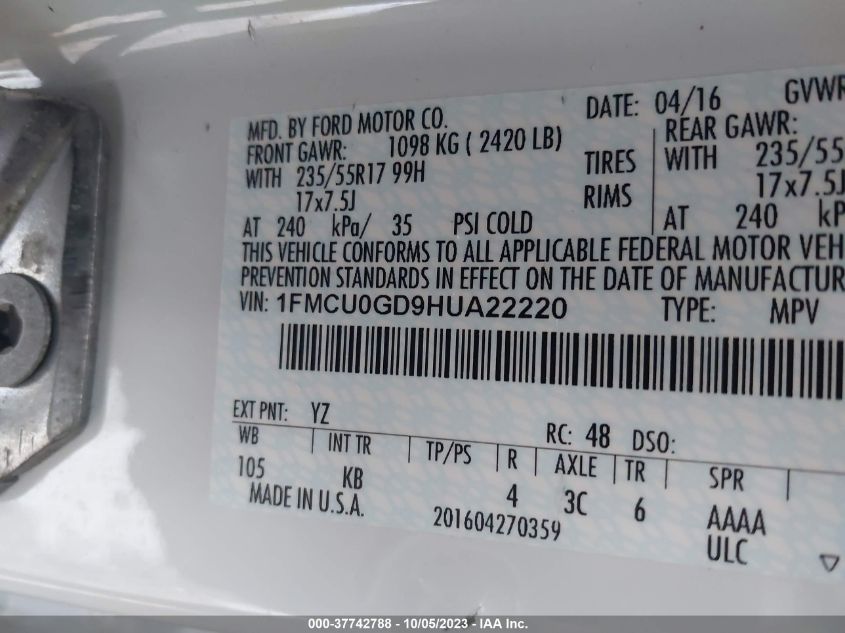 MFD. BY FORD MOTOR CO. DATE: 04/16 GVWR
FRONT GAWR: 1098 KG ( 2420 LB) REAR GAWR:
WITH 235/55R17 99H TIRES WITH 235/55
17x7.5J RIMS 17x7.5J
AT 240 kPa/ 35 PSI COLD AT 240 kP
THIS VEHICLE CONFORMS TO ALL APPLICABLE FEDERAL MOTOR VEH
PREVENTION STANDARDS IN EFFECT ON THE DATE OF MANUFACTUR
VIN: 1FMCU0GD9HUA22220 TYPE: MPV
EXT PNT: YZ RC: 48 DSO:
WB INT TR TP/PS R AXLE TR SPR
105 KB 4 3C 6 AAAA
MADE IN U.S.A. 201604270359 ULC
000-37742788 - 10/05/2023 - IAA Inc.